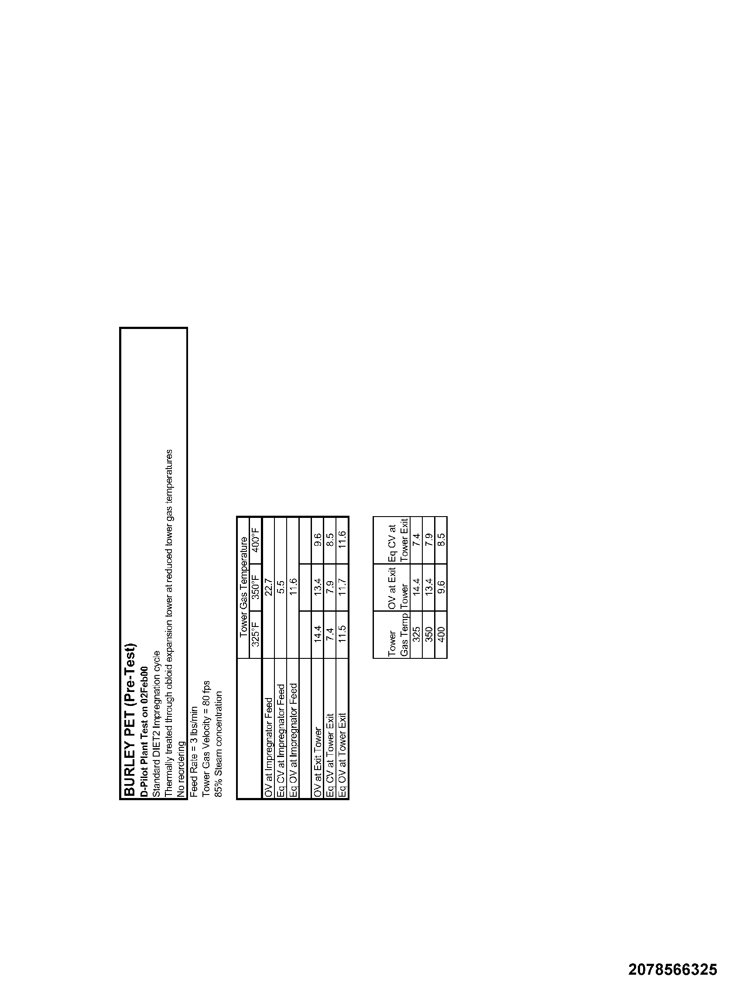 BURLEY PET (Pre-Test)
D-Pilot Plant Test on 02Feb00
Standard DIET2 Impregnation cycle
Thermally treated through obloid expansion tower at reduced tower gas temperatures
No reordering
Feed Rate = 3 lbs/min
Tower Gas Velocity = 80 fps
85% Steam concentration
Tower Gas Temperature
325°F 350°F 400°F
OV at Impregnator Feed 22.7
Eq CV at Impregnator Feed 5.5
Eq OV at Impregnator Feed 11.6
OV at Exit Tower 14.4 13.4 9.6
Eq CV at Tower Exit 7.4 7.9 8.5
Eq OV at Tower Exit 11.5 11.7 11.6
Tower OV at Exit Eq CV at
Gas Temp Tower Tower Exit
325 14.4 7.4
350 13.4 7.9
400 9.6 8.5
2078566325